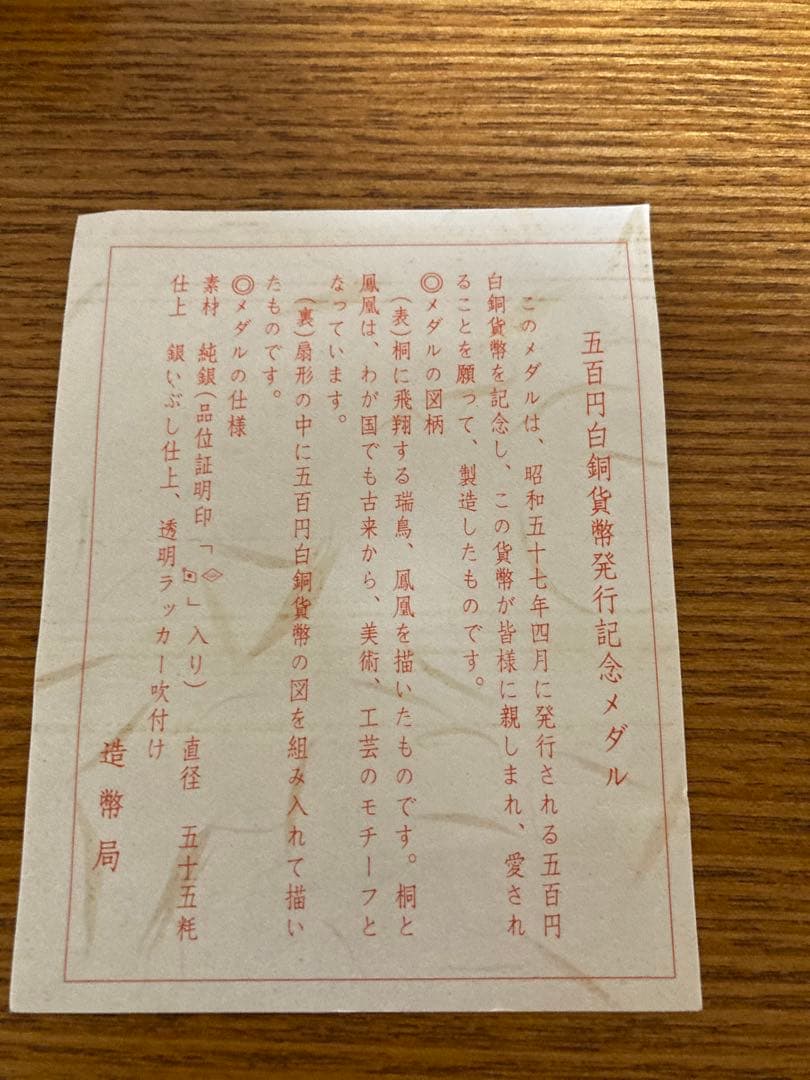 五百円白銅貨幣発行記念メダル
このメダルは、昭和五十七年四月に発行される五百円
白銅貨幣を記念し、この貨幣が皆様に親しまれ、愛され
ることを願って、製造したものです。
◎メダルの図柄
(表)桐に飛翔する瑞鳥、鳳凰を描いたものです。桐と
鳳凰は、わが国でも古来から、美術、工芸のモチーフと
なっています。
(裏)扇形の中に五百円白銅貨幣の図を組み入れて描い
たものです。
◎メダルの仕様
素材 純銀(品位証明印「」入り) 直径 五十五粍
仕上 銀いぶし仕上、透明ラッカー吹付け
造幣局